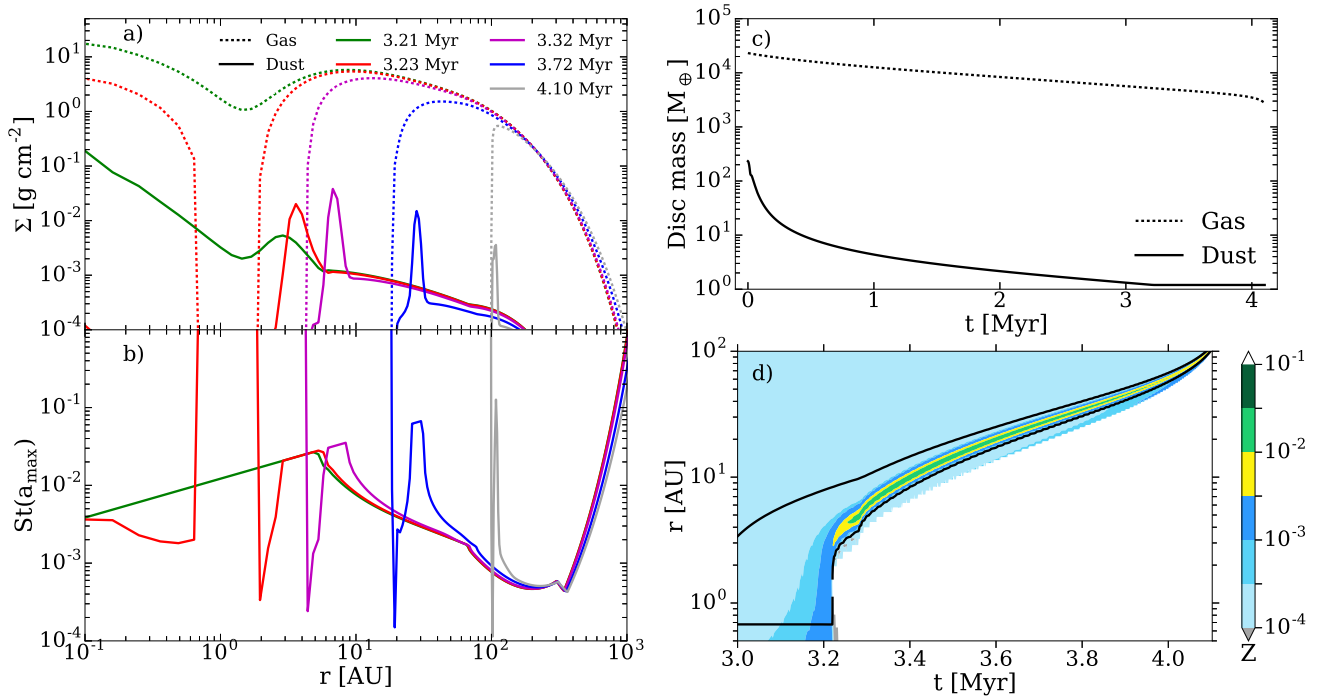 a)
Gas
Dust
3.21 Myr
3.23 Myr
3.32 Myr
3.72 Myr
4.10 Myr
Σ [g cm⁻²]
10¹
10⁰
10⁻¹
10⁻²
10⁻³
10⁻⁴
b)
St(aₘₐₓ)
10⁻¹
10⁻²
10⁻³
10⁻⁴
10⁻¹ 10⁰ 10¹ 10² 10³
r [AU]
c)
Disc mass [M⊕]
10⁵
10⁴
10³
10²
10¹
10⁰
Gas
Dust
0 1 2 3 4
t [Myr]
d)
r [AU]
10²
10¹
10⁰
3.0 3.2 3.4 3.6 3.8 4.0
t [Myr]
10⁻¹
10⁻²
10⁻³
10⁻⁴
Z